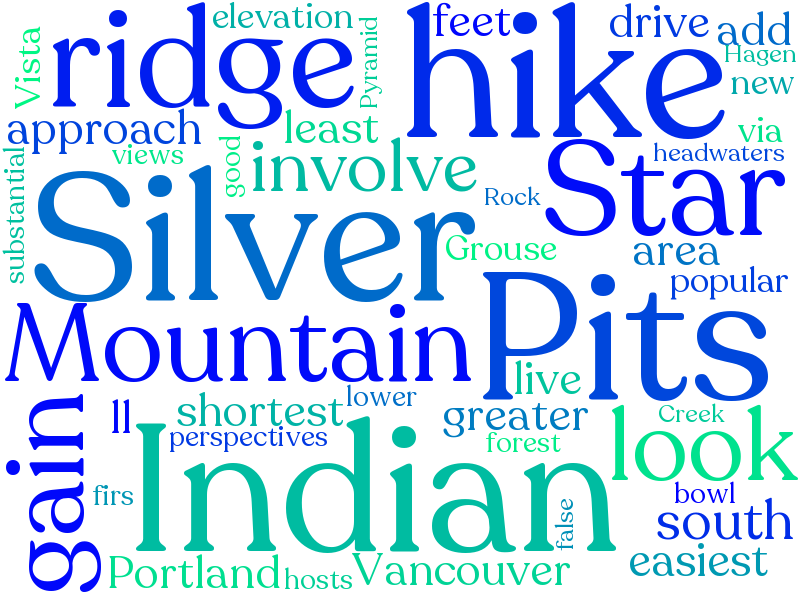 elevation
feet
drive
add
Vista
ridge
Pyramid
hike
Hagen
new
approach
least
via
views
good
involve
headwaters
substantial
Silver
Rock
Star
Grouse
area
popular
Mountain
Pits
live
lower
shortest
greater
look
Creek
gain
ll
perspectives
Indian
forest
firs
false
bowl
south
Portland
hosts
Vancouver
easiest